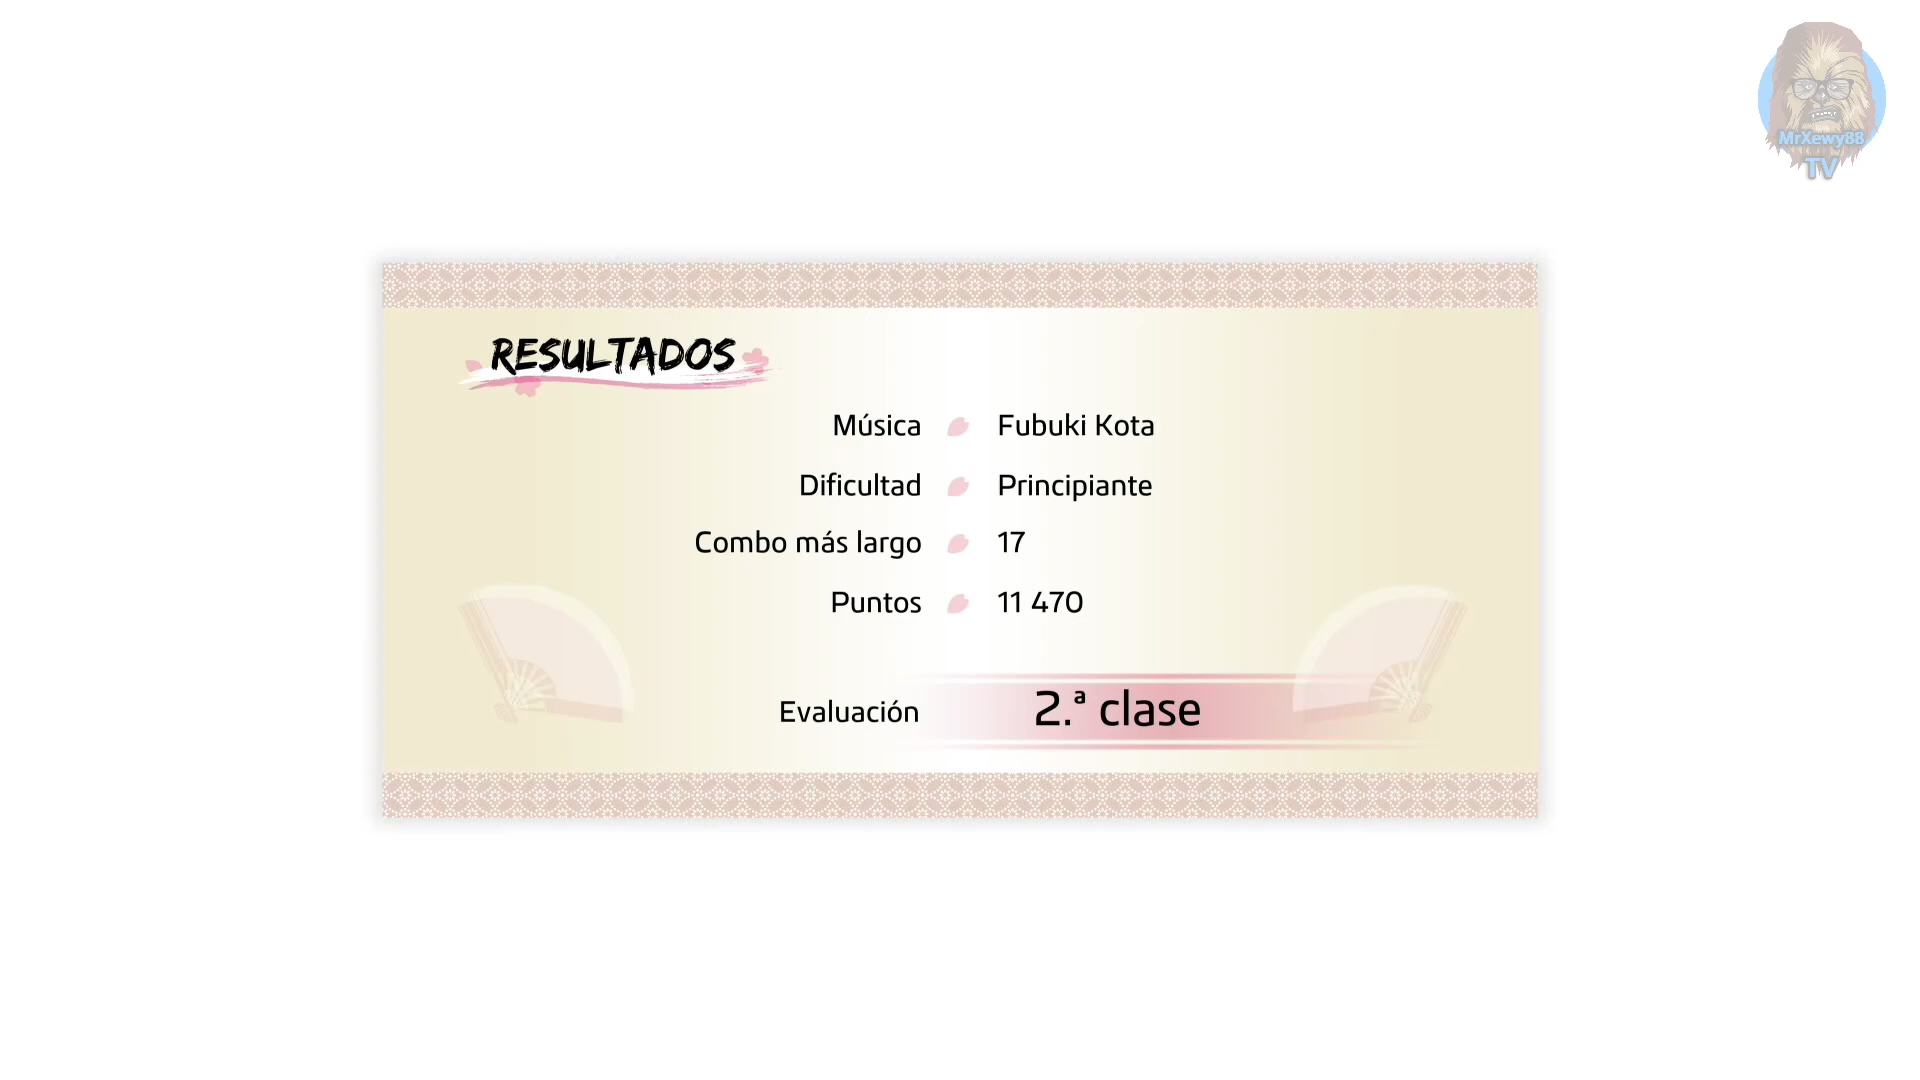 MrXewy88
TV
RESULTADOS
Música Fubuki Kota
Dificultad Principiante
Combo más largo 17
Puntos 11 470
Evaluación 2.ª clase